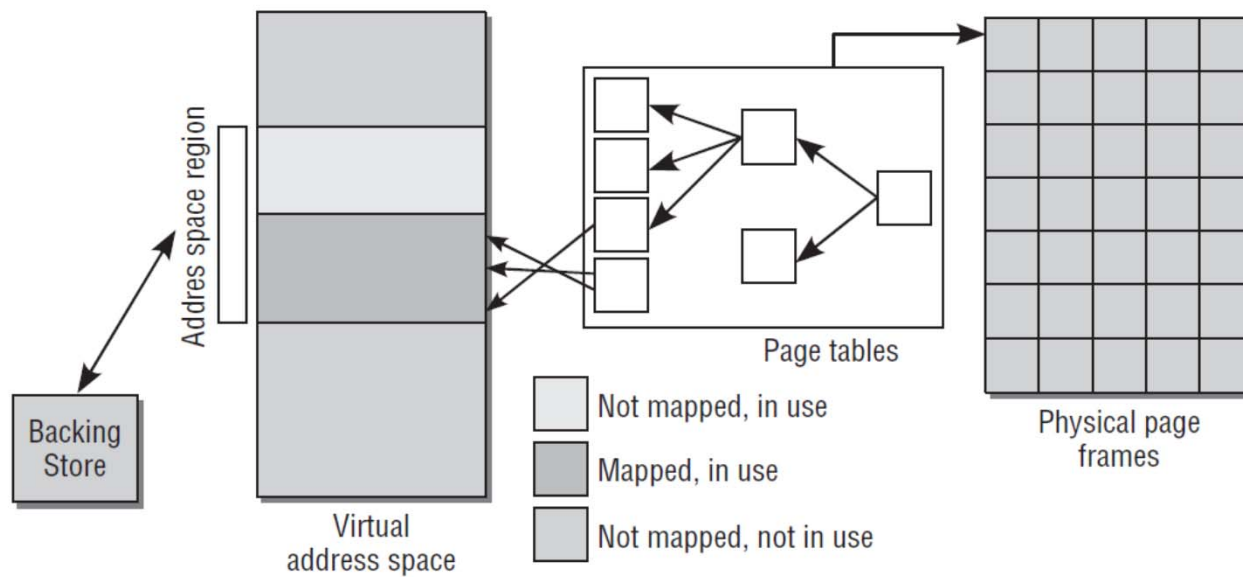 Addres space region
Backing
Store
Virtual
address space
Page tables
Not mapped, in use
Mapped, in use
Not mapped, not in use
Physical page
frames